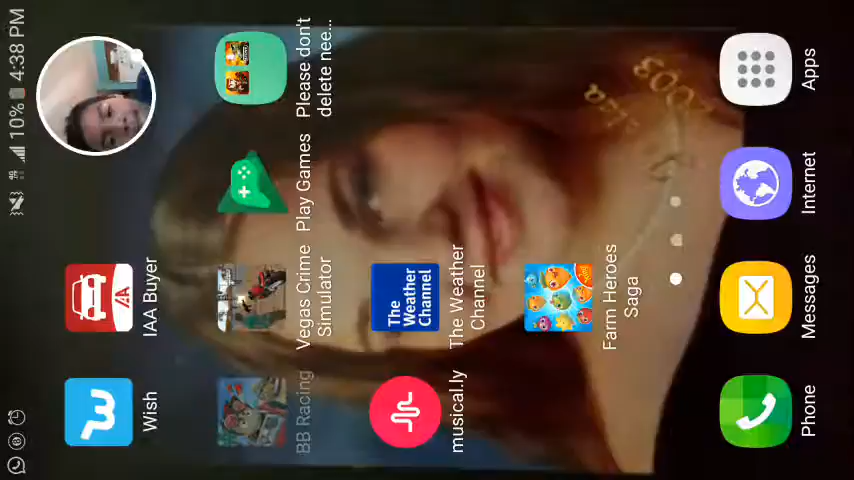 10% 4:38 PM
Wish
IAA Buyer
BB Racing
Vegas Crime
Simulator
Play Games
Please don't
delete nee...
musical.ly
The
Weather
Channel
The Weather
Channel
Farm Heroes
Saga
Phone
Messages
Internet
Apps